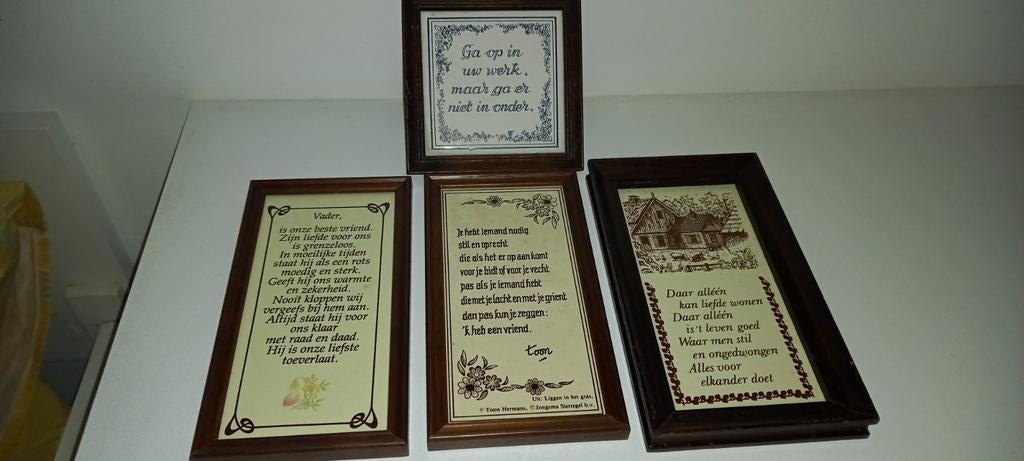 Ga op in
uw werk,
maar ga er
niet in onder.
Vader,
is onze beste vriend.
Zijn liefde voor ons
is grenzeloos.
In moeilijke tijden
staat hij als een rots
moedig en sterk.
Geeft hij ons warmte
en zekerheid.
Nooit kloppen wij
vergeefs bij hem aan.
Altijd staat hij voor
ons klaar
met raad en daad.
Hij is onze liefste
toeverlaat.
Je hebt iemand nodig
stil en oprecht
die als het er op aan komt
voor je bidt of voor je vecht
pas als je iemand hebt
die met je lacht en met je grient
dan pas kun je zeggen:
'k heb een vriend.
toon
Uit: Liggen in het gras,
© Toon Hermans, © Jongsma Siertegel b.v.
Daar alléén
kan liefde wonen
Daar alléén
is 't leven goed
Waar men stil
en ongedwongen
Alles voor
elkander doet